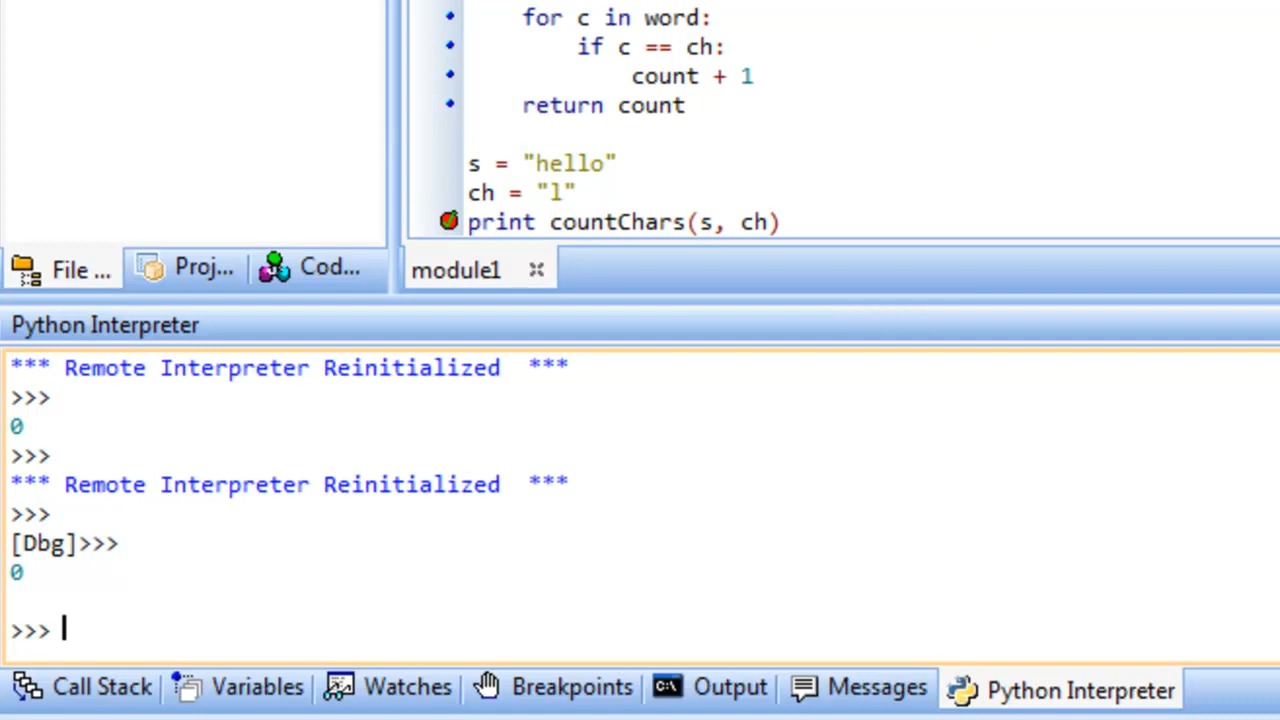 for c in word:
if c == ch:
count + 1
return count
s = "hello"
ch = "l"
print countChars(s, ch)
File ... Proj... Cod... module1
Python Interpreter
*** Remote Interpreter Reinitialized ***
>>>
0
>>>
*** Remote Interpreter Reinitialized ***
>>>
[Dbg]>>>
0
>>>
Call Stack Variables Watches Breakpoints Output Messages Python Interpreter